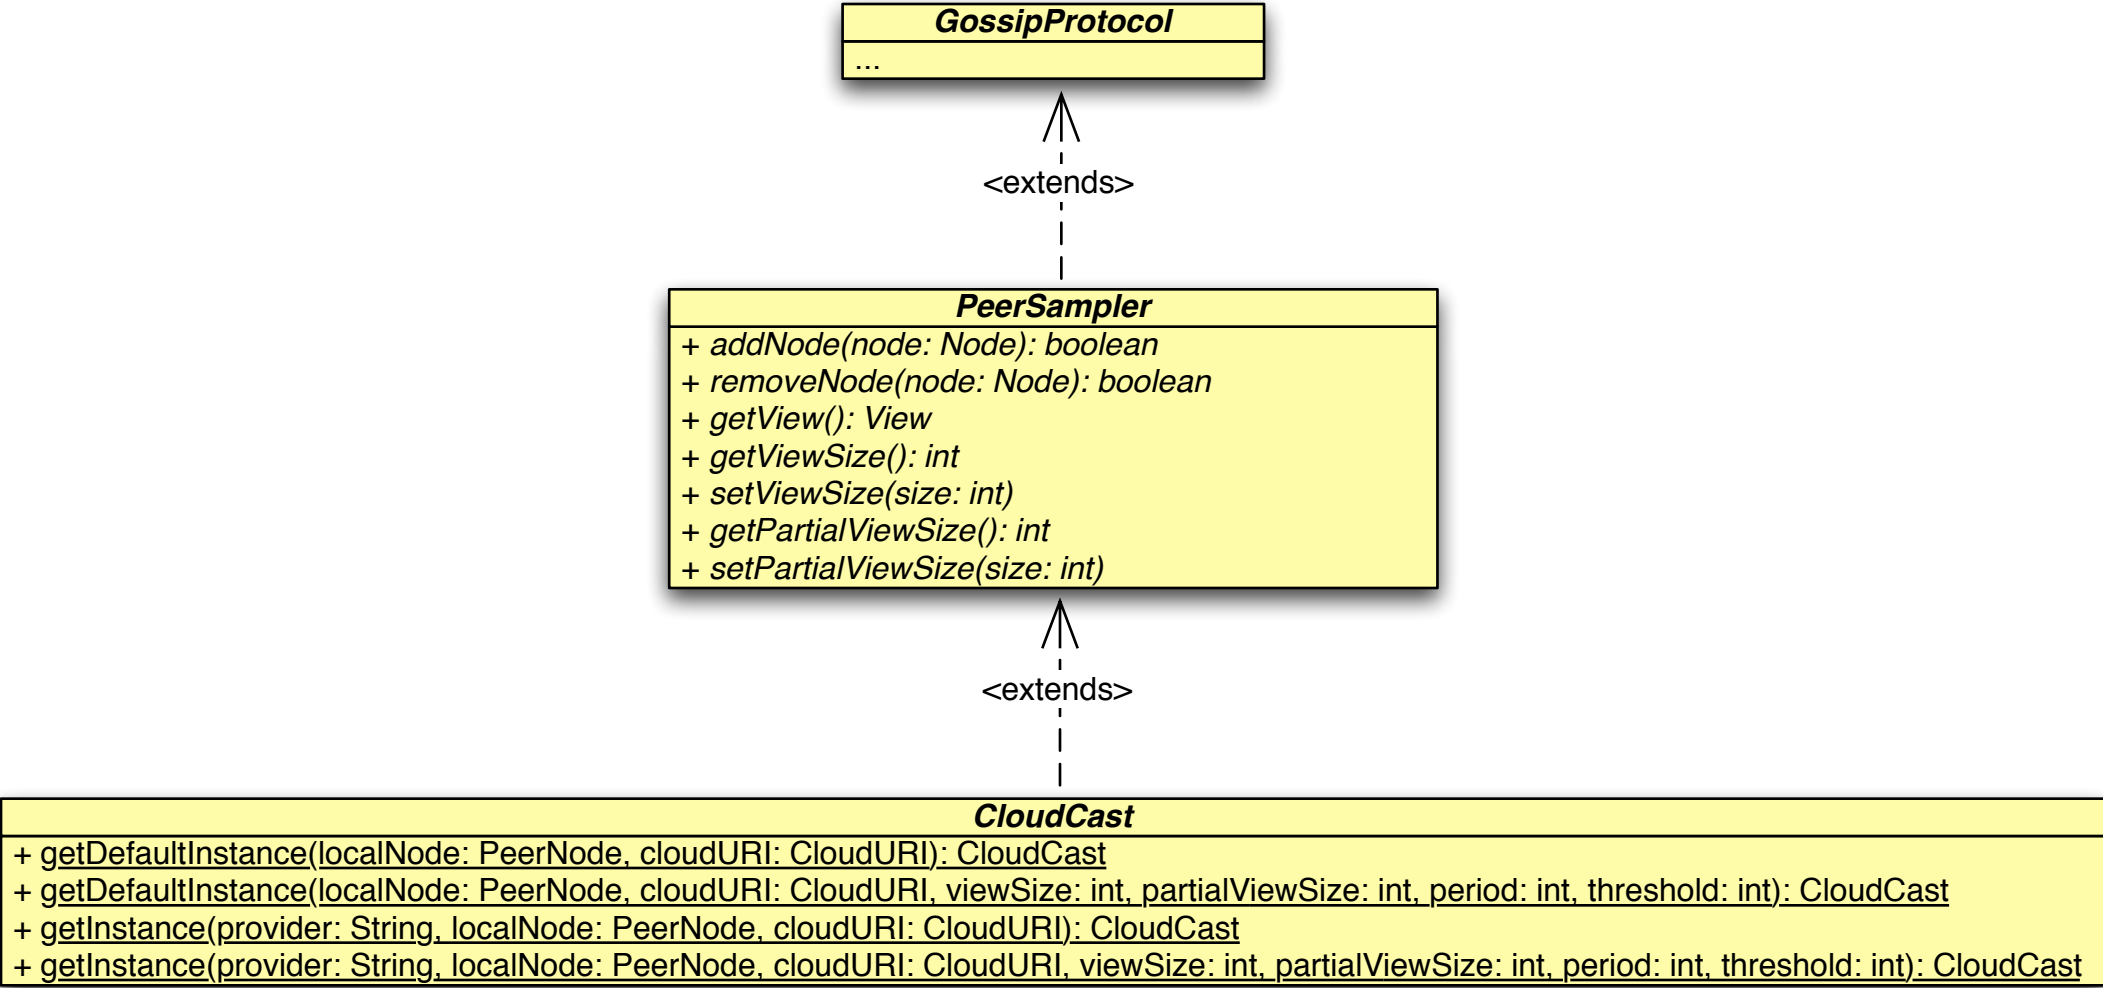 GossipProtocol
...
<extends>
PeerSampler
+ addNode(node: Node): boolean
+ removeNode(node: Node): boolean
+ getView(): View
+ getViewSize(): int
+ setViewSize(size: int)
+ getPartialViewSize(): int
+ setPartialViewSize(size: int)
<extends>
CloudCast
+ getDefaultInstance(localNode: PeerNode, cloudURI: CloudURI): CloudCast
+ getDefaultInstance(localNode: PeerNode, cloudURI: CloudURI, viewSize: int, partialViewSize: int, period: int, threshold: int): CloudCast
+ getInstance(provider: String, localNode: PeerNode, cloudURI: CloudURI): CloudCast
+ getInstance(provider: String, localNode: PeerNode, cloudURI: CloudURI, viewSize: int, partialViewSize: int, period: int, threshold: int): CloudCast